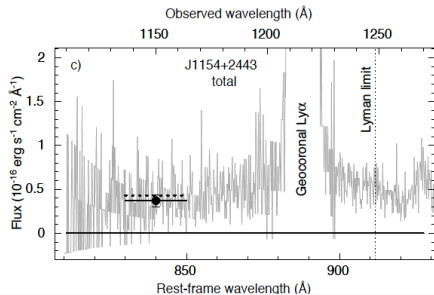 Observed wavelength (Å)
1150 1200 1250
c) J1154+2443
total
Geocoronal Lyα
Lyman limit
Flux (10⁻¹⁶ erg s⁻¹ cm⁻² Å⁻¹)
2
1.5
1
0.5
0
850 900
Rest-frame wavelength (Å)